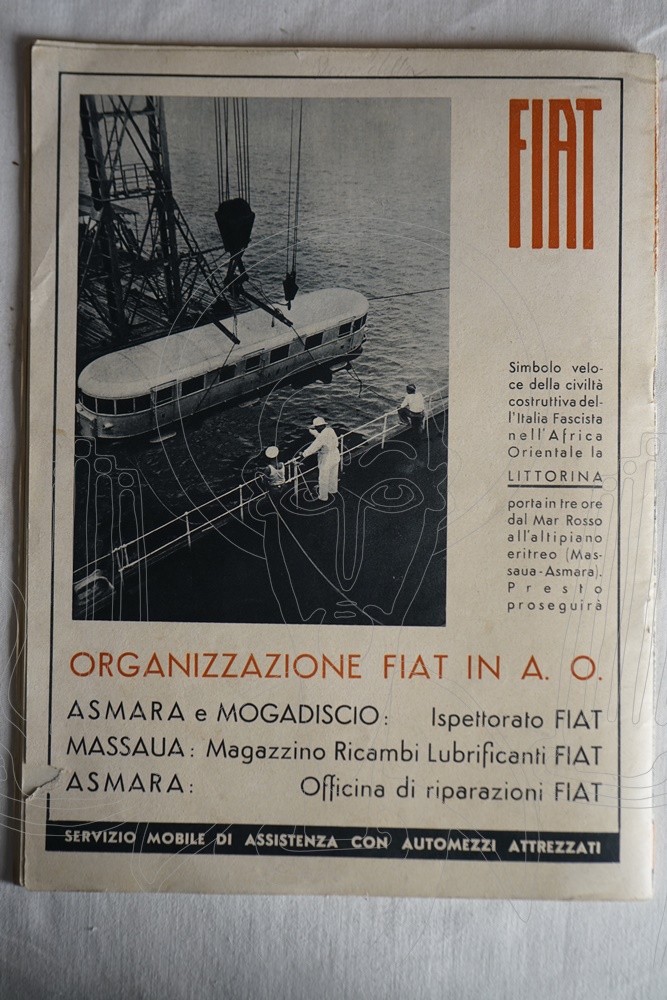 FIAT
Simbolo velo-
ce della civiltà
costruttiva del-
l'Italia Fascista
nell'Africa
Orientale la
LITTORINA
porta in tre ore
dal Mar Rosso
all'altipiano
eritreo (Mas-
saua-Asmara).
Presto
proseguirà
ORGANIZZAZIONE FIAT IN A. O.
ASMARA e MOGADISCIO: Ispettorato FIAT
MASSAUA: Magazzino Ricambi Lubrificanti FIAT
ASMARA: Officina di riparazioni FIAT
SERVIZIO MOBILE DI ASSISTENZA CON AUTOMEZZI ATTREZZATI